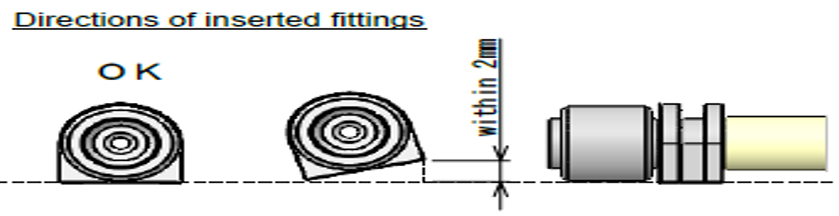 Directions of inserted fittings
OK
within 2mm